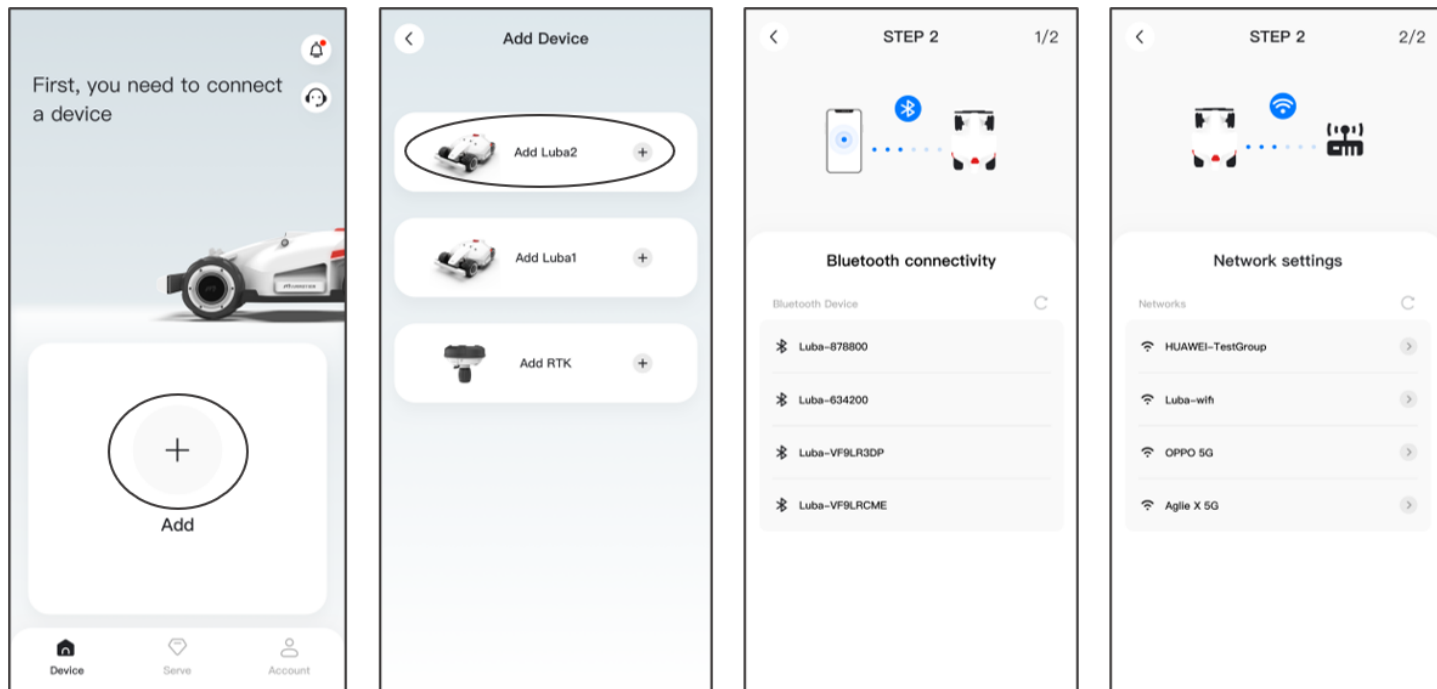 First, you need to connect
a device
Add
Device
Serve
Account
Add Device
Add Luba2
Add Luba1
Add RTK
STEP 2
1/2
Bluetooth connectivity
Bluetooth Device
Luba-878800
Luba-634200
Luba-VF9LR3DP
Luba-VF9LRCME
STEP 2
2/2
Network settings
Networks
HUAWEI-TestGroup
Luba-wifi
OPPO 5G
Aglie X 5G